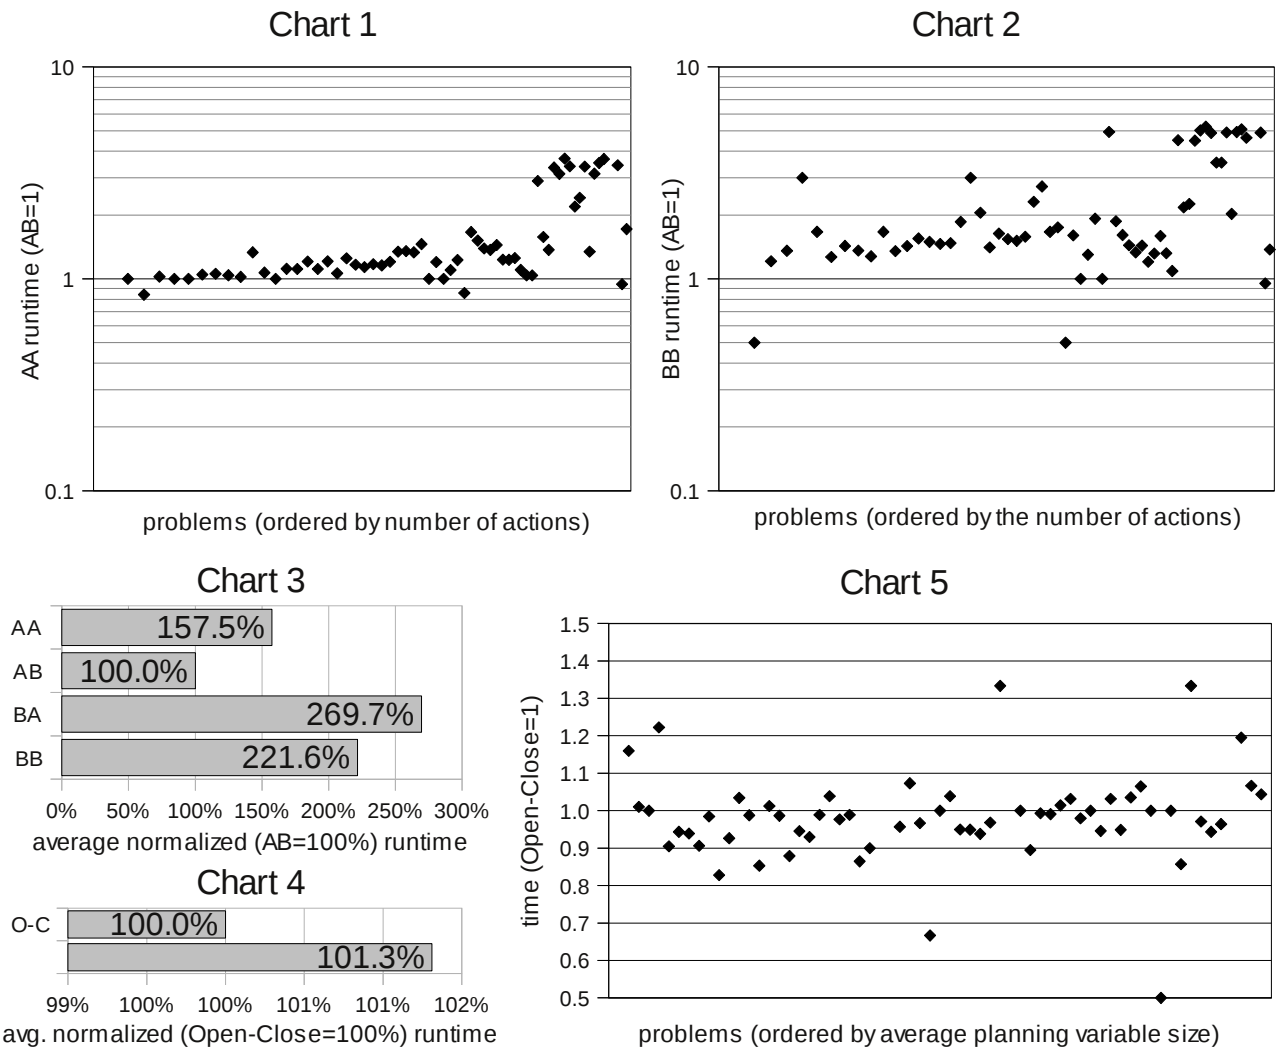 Chart 1
10
1
0.1
AA runtime (AB=1)
problems (ordered by number of actions)
Chart 2
10
1
0.1
BB runtime (AB=1)
problems (ordered by the number of actions)
Chart 3
AA
157.5%
AB
100.0%
BA
269.7%
BB
221.6%
0% 50% 100% 150% 200% 250% 300%
average normalized (AB=100%) runtime
Chart 4
O-C
100.0%
101.3%
99% 100% 100% 101% 101% 102%
avg. normalized (Open-Close=100%) runtime
Chart 5
1.5
1.4
1.3
1.2
1.1
1.0
0.9
0.8
0.7
0.6
0.5
time (Open-Close=1)
problems (ordered by average planning variable size)